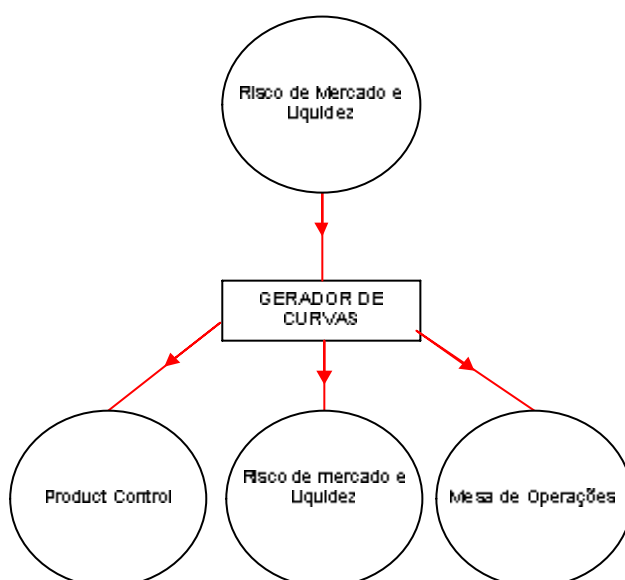 Risco de Mercado e
Liquidez
GERADOR DE
CURVAS
Product Control
Risco de mercado e
Liquidez
Mesa de Operações